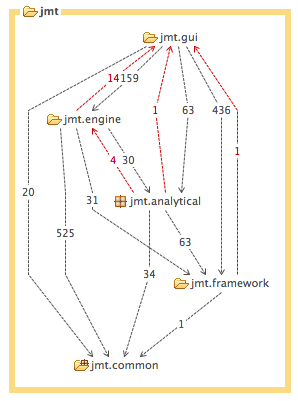 jmt
jmt.gui
14 159
1 63 436
jmt.engine
4 30
1
20 31
jmt.analytical
525 63
34
jmt.framework
1
jmt.common